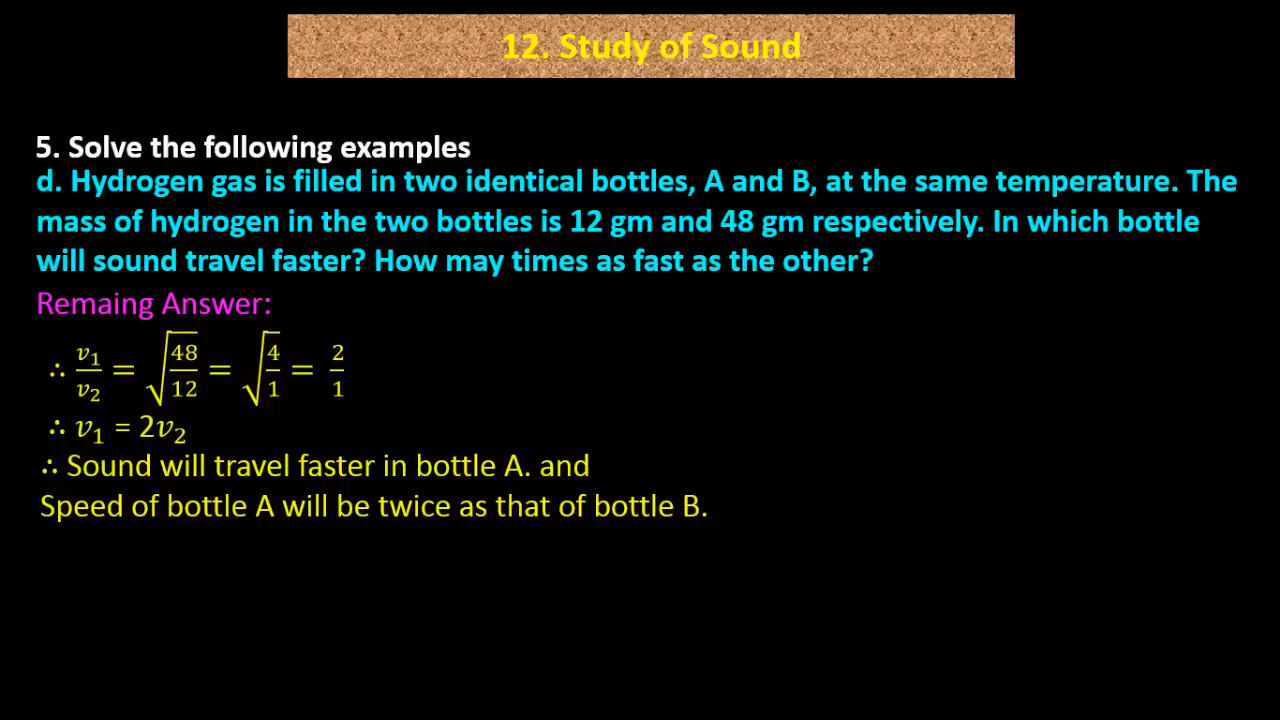 12. Study of Sound
5. Solve the following examples
d. Hydrogen gas is filled in two identical bottles, A and B, at the same temperature. The
mass of hydrogen in the two bottles is 12 gm and 48 gm respectively. In which bottle
will sound travel faster? How may times as fast as the other?
Remaing Answer:
∴ v₁/v₂ = √(48/12) = √(4/1) = 2/1
∴ v₁ = 2v₂
∴ Sound will travel faster in bottle A. and
Speed of bottle A will be twice as that of bottle B.